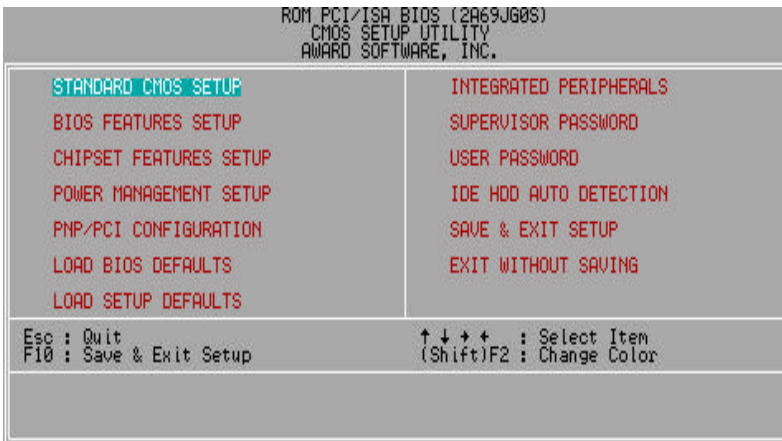 ROM PCI/ISA BIOS (2A69JG0S)
CMOS SETUP UTILITY
AWARD SOFTWARE, INC.
STANDARD CMOS SETUP
BIOS FEATURES SETUP
CHIPSET FEATURES SETUP
POWER MANAGEMENT SETUP
PNP/PCI CONFIGURATION
LOAD BIOS DEFAULTS
LOAD SETUP DEFAULTS
INTEGRATED PERIPHERALS
SUPERVISOR PASSWORD
USER PASSWORD
IDE HDD AUTO DETECTION
SAVE & EXIT SETUP
EXIT WITHOUT SAVING
Esc : Quit
F10 : Save & Exit Setup
↑ ↓ → ← : Select Item
(Shift)F2 : Change Color